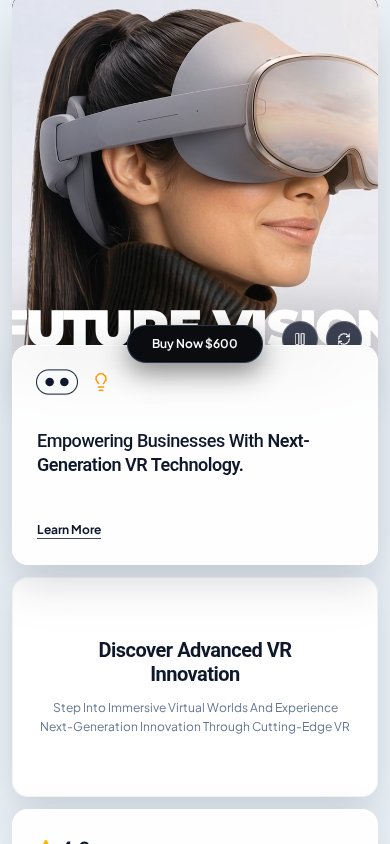 FUTURE VISION
Buy Now $600
Empowering Businesses With Next-
Generation VR Technology.
Learn More
Discover Advanced VR
Innovation
Step Into Immersive Virtual Worlds And Experience
Next-Generation Innovation Through Cutting-Edge VR